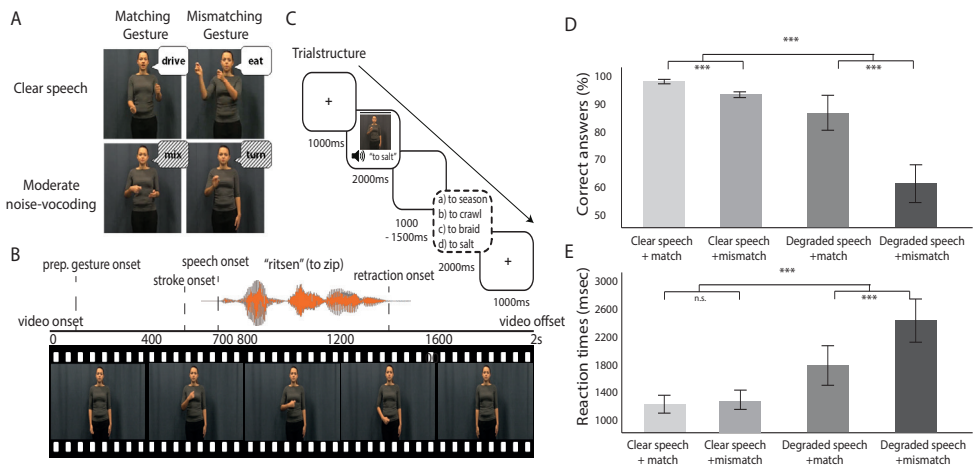 A
Matching
Gesture
Mismatching
Gesture
Clear speech
drive
eat
Moderate
noise-vocoding
mix
turn
B
prep. gesture onset
speech onset
stroke onset
"ritsen" (to zip)
retraction onset
video onset
video offset
0
400
700
800
1200
1600
2s
C
Trialstructure
+
1000ms
"to salt"
2000ms
1000
- 1500ms
a) to season
b) to crawl
c) to braid
d) to salt
2000ms
+
1000ms
D
***
***
***
Correct answers (%)
100
90
80
70
60
50
Clear speech
+ match
Clear speech
+mismatch
Degraded speech
+match
Degraded speech
+mismatch
E
***
n.s.
***
Reaction times (msec)
3000
2600
2200
1800
1400
1000
Clear speech
+ match
Clear speech
+mismatch
Degraded speech
+match
Degraded speech
+mismatch